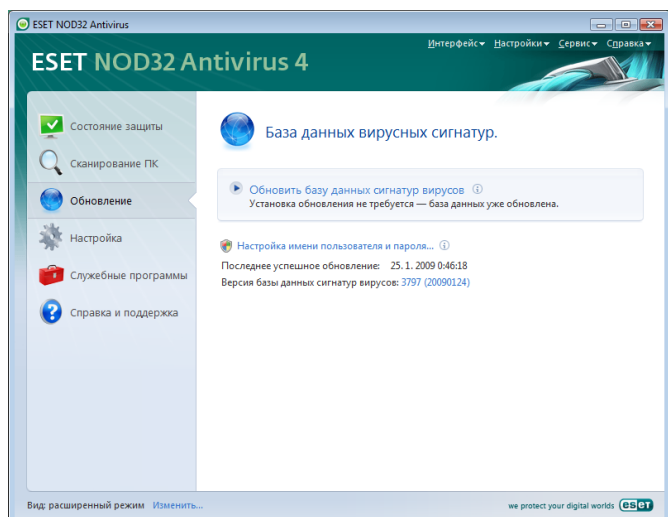 ESET NOD32 Antivirus
Интерфейс Настройки Сервис Справка
ESET NOD32 Antivirus 4
Состояние защиты
Сканирование ПК
Обновление
Настройка
Служебные программы
Справка и поддержка
База данных вирусных сигнатур.
Обновить базу данных сигнатур вирусов
Установка обновления не требуется — база данных уже обновлена.
Настройка имени пользователя и пароля...
Последнее успешное обновление: 25. 1. 2009 0:46:18
Версия базы данных сигнатур вирусов: 3797 (20090124)
Вид: расширенный режим Изменить...
we protect your digital worlds eset